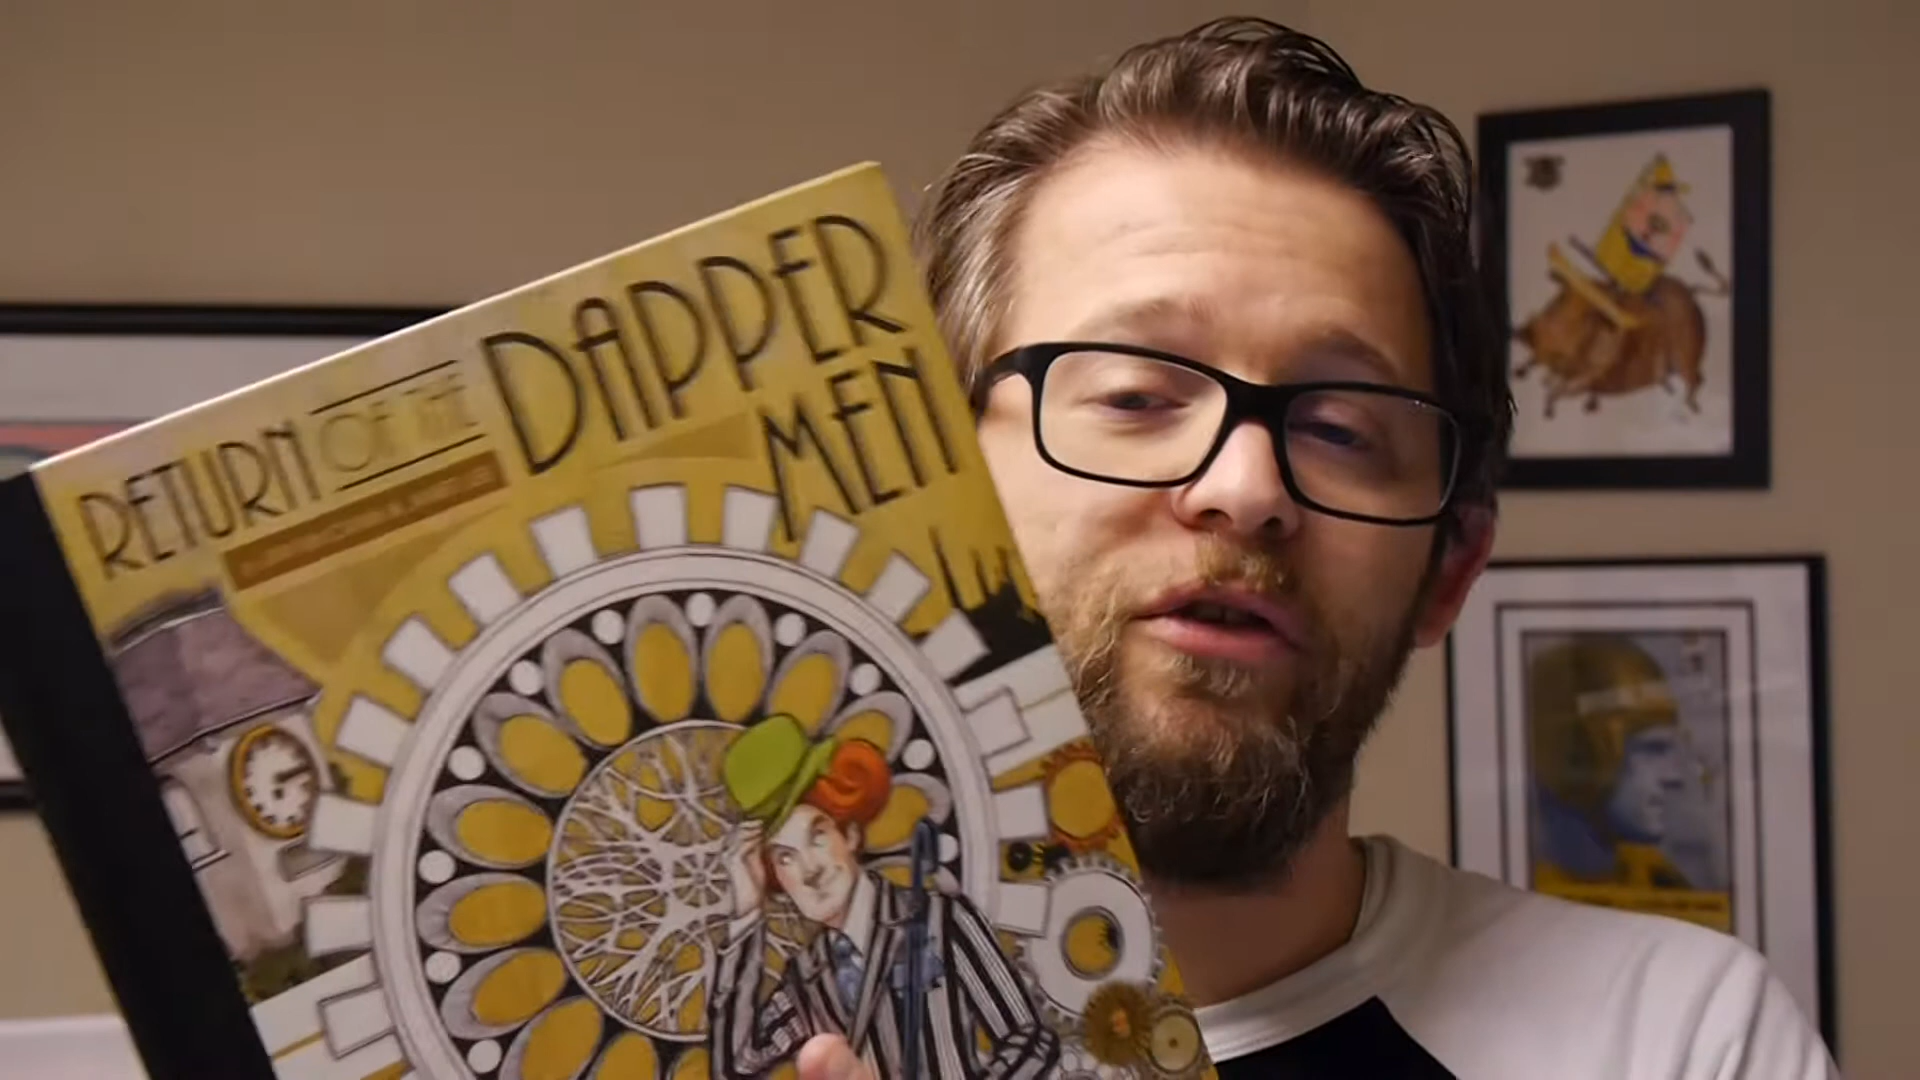 RETURN OF THE DAPPER
MEN